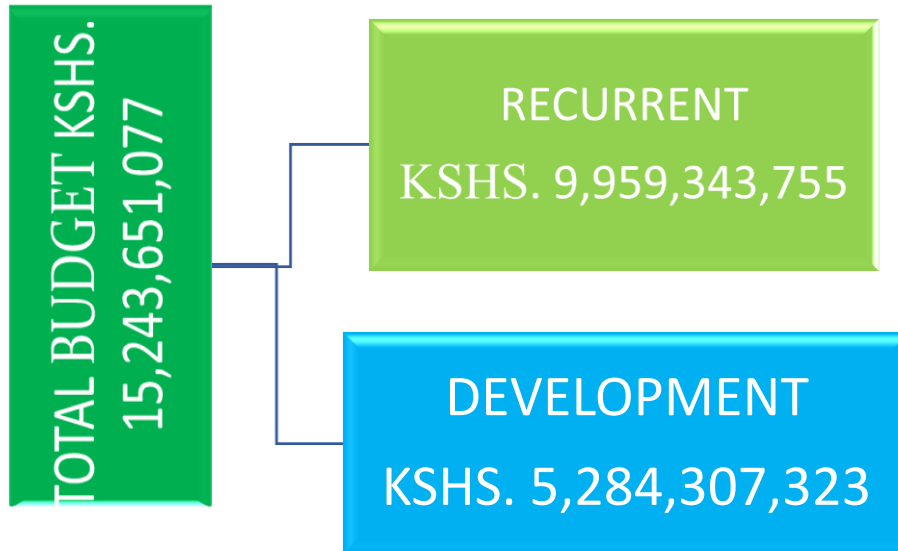 TOTAL BUDGET KSHS.
15,243,651,077
RECURRENT
KSHS. 9,959,343,755
DEVELOPMENT
KSHS. 5,284,307,323